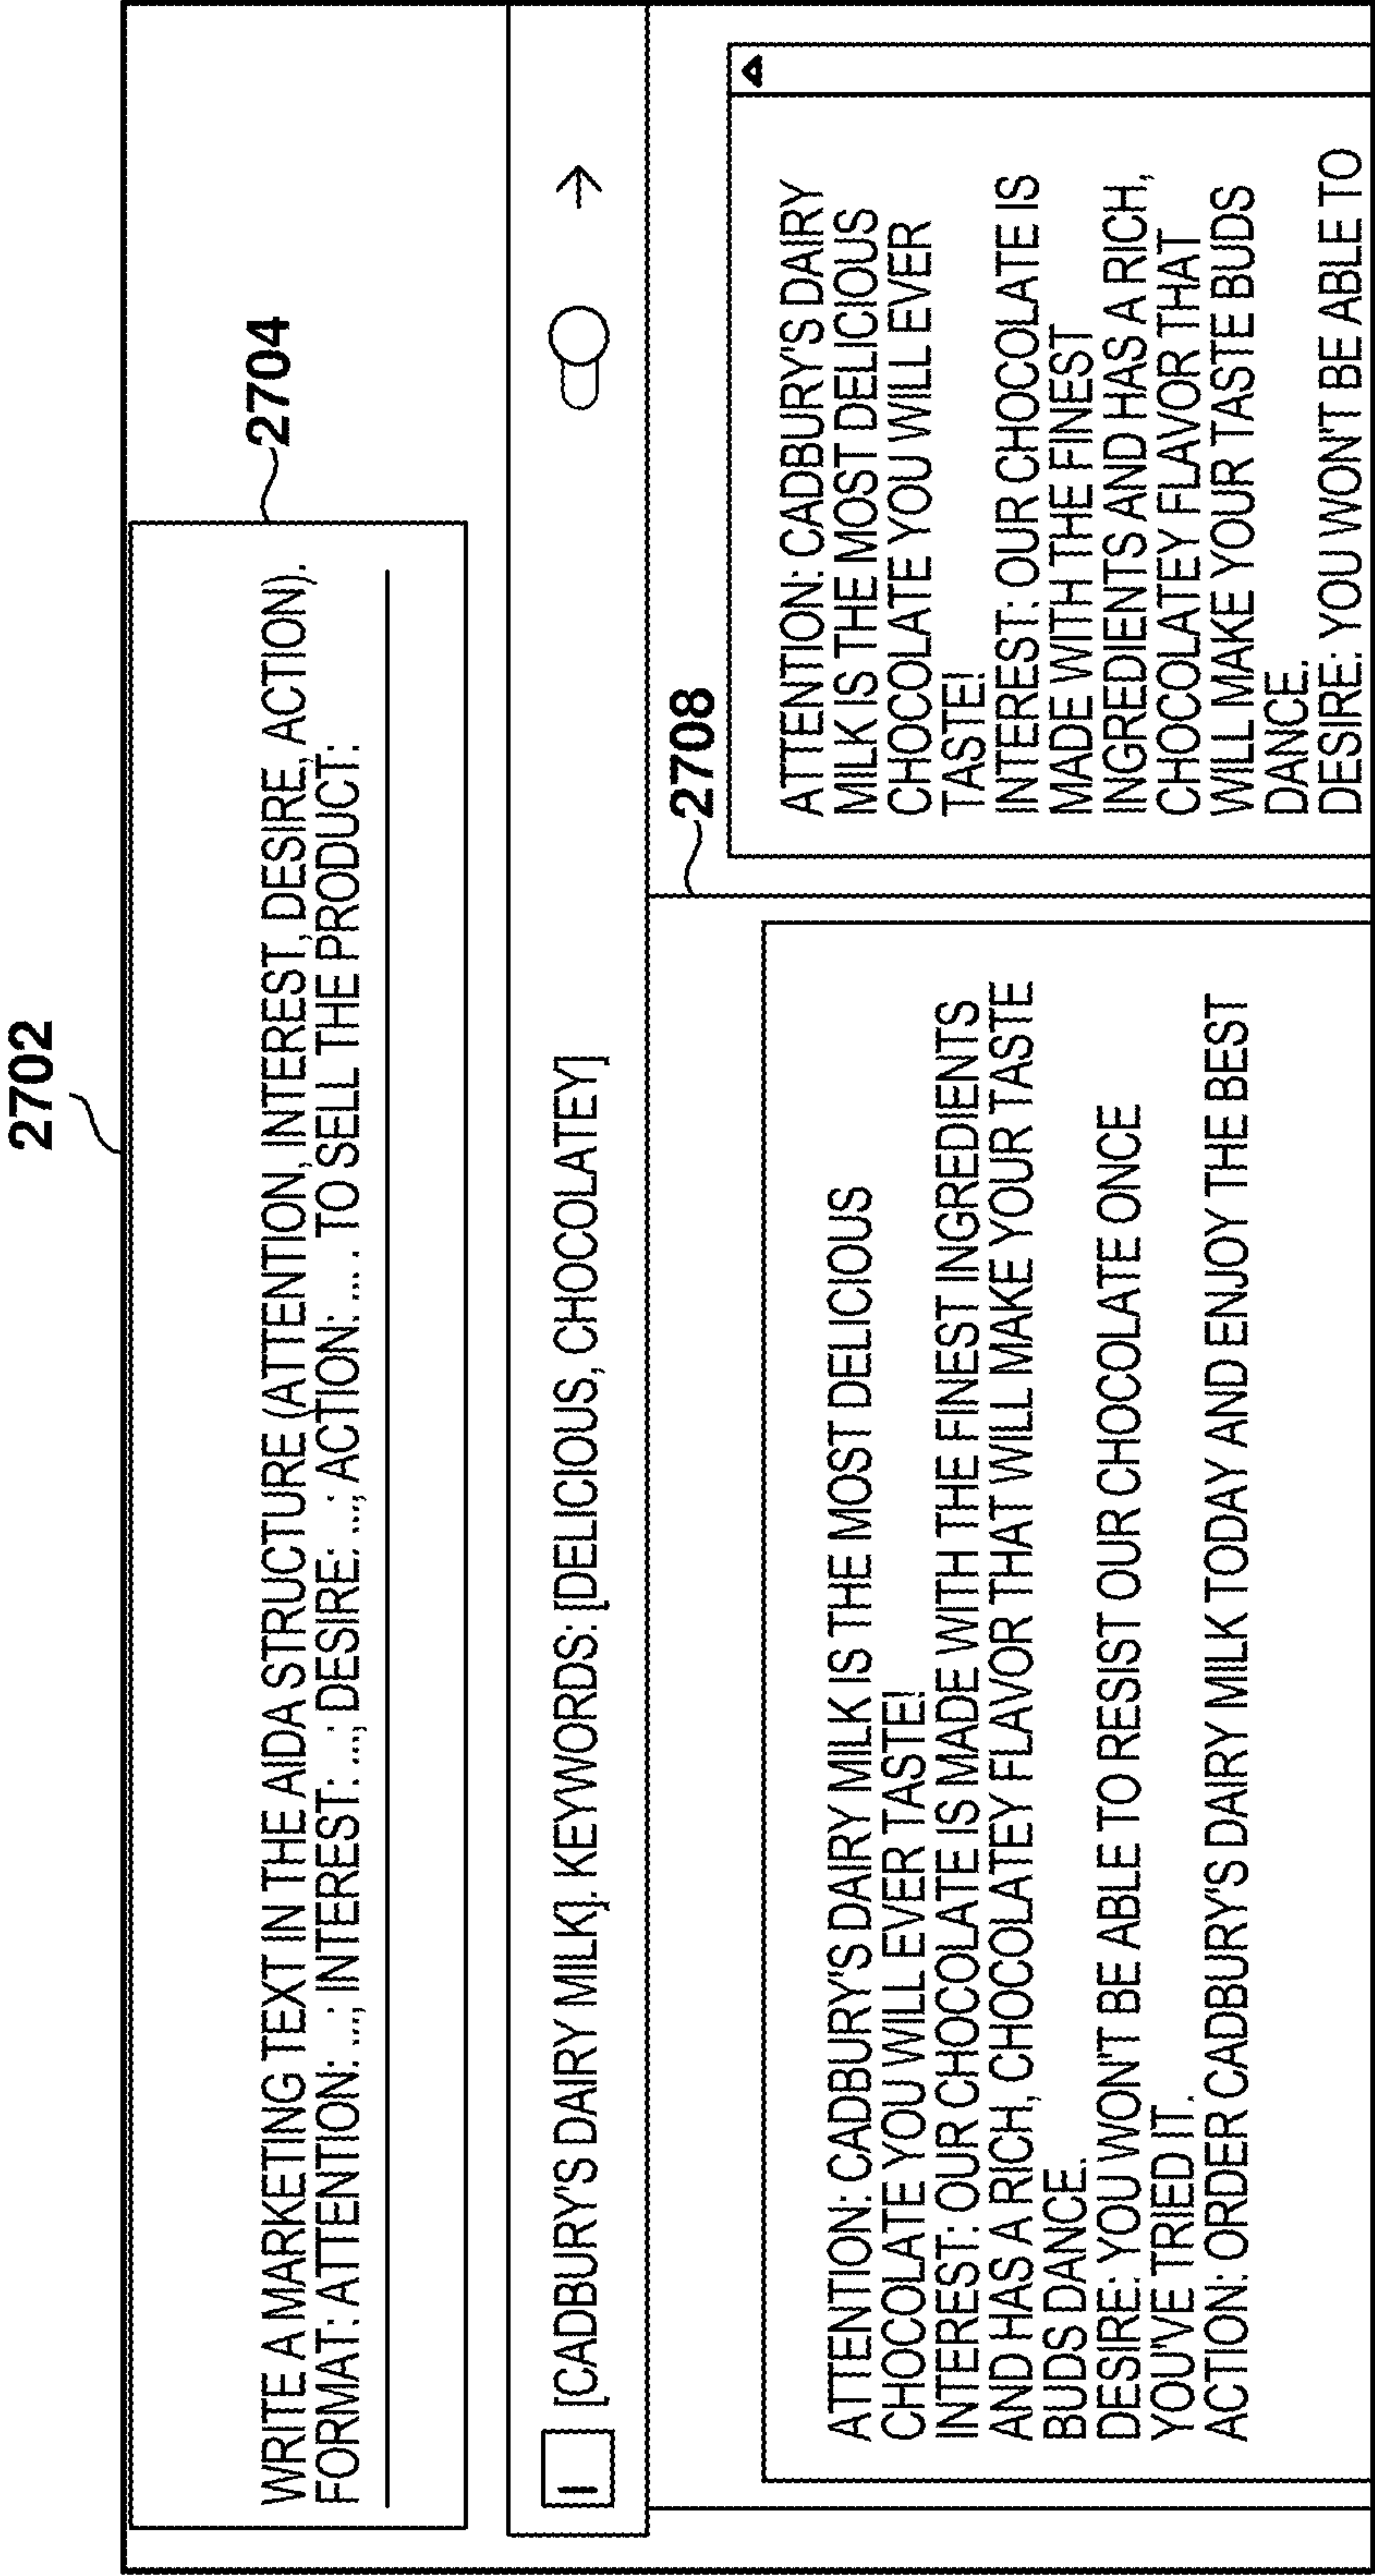 2702
2704
WRITE A MARKETING TEXT IN THE AIDA STRUCTURE (ATTENTION, INTEREST, DESIRE, ACTION).
FORMAT: ATTENTION: ...; INTEREST: ...; DESIRE: ...; ACTION: ... . TO SELL THE PRODUCT:
I [CADBURY'S DAIRY MILK]. KEYWORDS: [DELICIOUS, CHOCOLATEY]
2708
ATTENTION: CADBURY'S DAIRY MILK IS THE MOST DELICIOUS
CHOCOLATE YOU WILL EVER TASTE!
INTEREST: OUR CHOCOLATE IS MADE WITH THE FINEST INGREDIENTS
AND HAS A RICH, CHOCOLATEY FLAVOR THAT WILL MAKE YOUR TASTE
BUDS DANCE.
DESIRE: YOU WON'T BE ABLE TO RESIST OUR CHOCOLATE ONCE
YOU'VE TRIED IT.
ACTION: ORDER CADBURY'S DAIRY MILK TODAY AND ENJOY THE BEST
ATTENTION: CADBURY'S DAIRY
MILK IS THE MOST DELICIOUS
CHOCOLATE YOU WILL EVER
TASTE!
INTEREST: OUR CHOCOLATE IS
MADE WITH THE FINEST
INGREDIENTS AND HAS A RICH,
CHOCOLATEY FLAVOR THAT
WILL MAKE YOUR TASTE BUDS
DANCE.
DESIRE: YOU WON'T BE ABLE TO